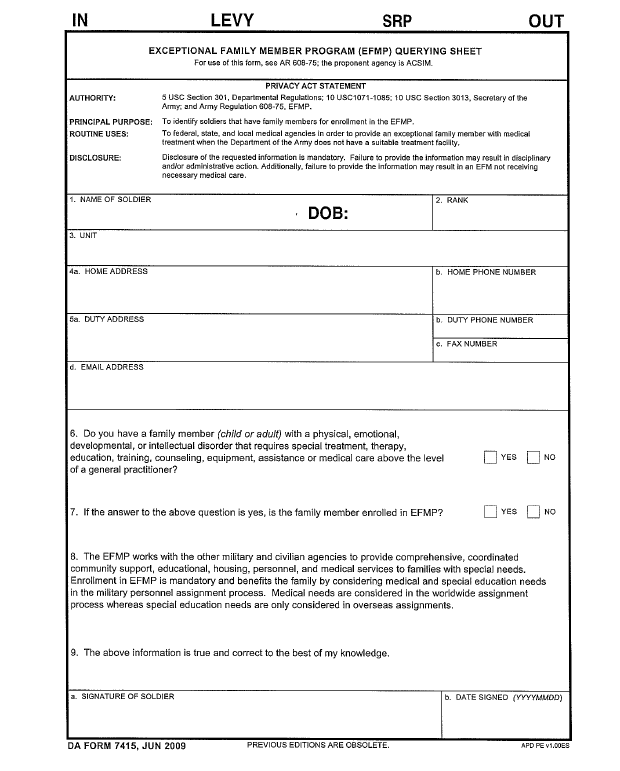 IN LEVY SRP OUT
EXCEPTIONAL FAMILY MEMBER PROGRAM (EFMP) QUERYING SHEET
For use of this form, see AR 608-75; the proponent agency is ACSIM.
PRIVACY ACT STATEMENT
AUTHORITY: 5 USC Section 301, Departmental Regulations; 10 USC1071-1085; 10 USC Section 3013, Secretary of the
Army; and Army Regulation 608-75, EFMP.
PRINCIPAL PURPOSE: To identify soldiers that have family members for enrollment in the EFMP.
ROUTINE USES: To federal, state, and local medical agencies in order to provide an exceptional family member with medical
treatment when the Department of the Army does not have a suitable treatment facility.
DISCLOSURE: Disclosure of the requested information is mandatory. Failure to provide the information may result in disciplinary
and/or administrative action. Additionally, failure to provide the information may result in an EFM not receiving
necessary medical care.
1. NAME OF SOLDIER
DOB:
2. RANK
3. UNIT
4a. HOME ADDRESS
b. HOME PHONE NUMBER
5a. DUTY ADDRESS
b. DUTY PHONE NUMBER
c. FAX NUMBER
d. EMAIL ADDRESS
6. Do you have a family member (child or adult) with a physical, emotional,
developmental, or intellectual disorder that requires special treatment, therapy,
education, training, counseling, equipment, assistance or medical care above the level
of a general practitioner?
YES NO
7. If the answer to the above question is yes, is the family member enrolled in EFMP? YES NO
8. The EFMP works with the other military and civilian agencies to provide comprehensive, coordinated
community support, educational, housing, personnel, and medical services to families with special needs.
Enrollment in EFMP is mandatory and benefits the family by considering medical and special education needs
in the military personnel assignment process. Medical needs are considered in the worldwide assignment
process whereas special education needs are only considered in overseas assignments.
9. The above information is true and correct to the best of my knowledge.
a. SIGNATURE OF SOLDIER
b. DATE SIGNED (YYYYMMDD)
DA FORM 7415, JUN 2009 PREVIOUS EDITIONS ARE OBSOLETE. APD PE v1.00ES